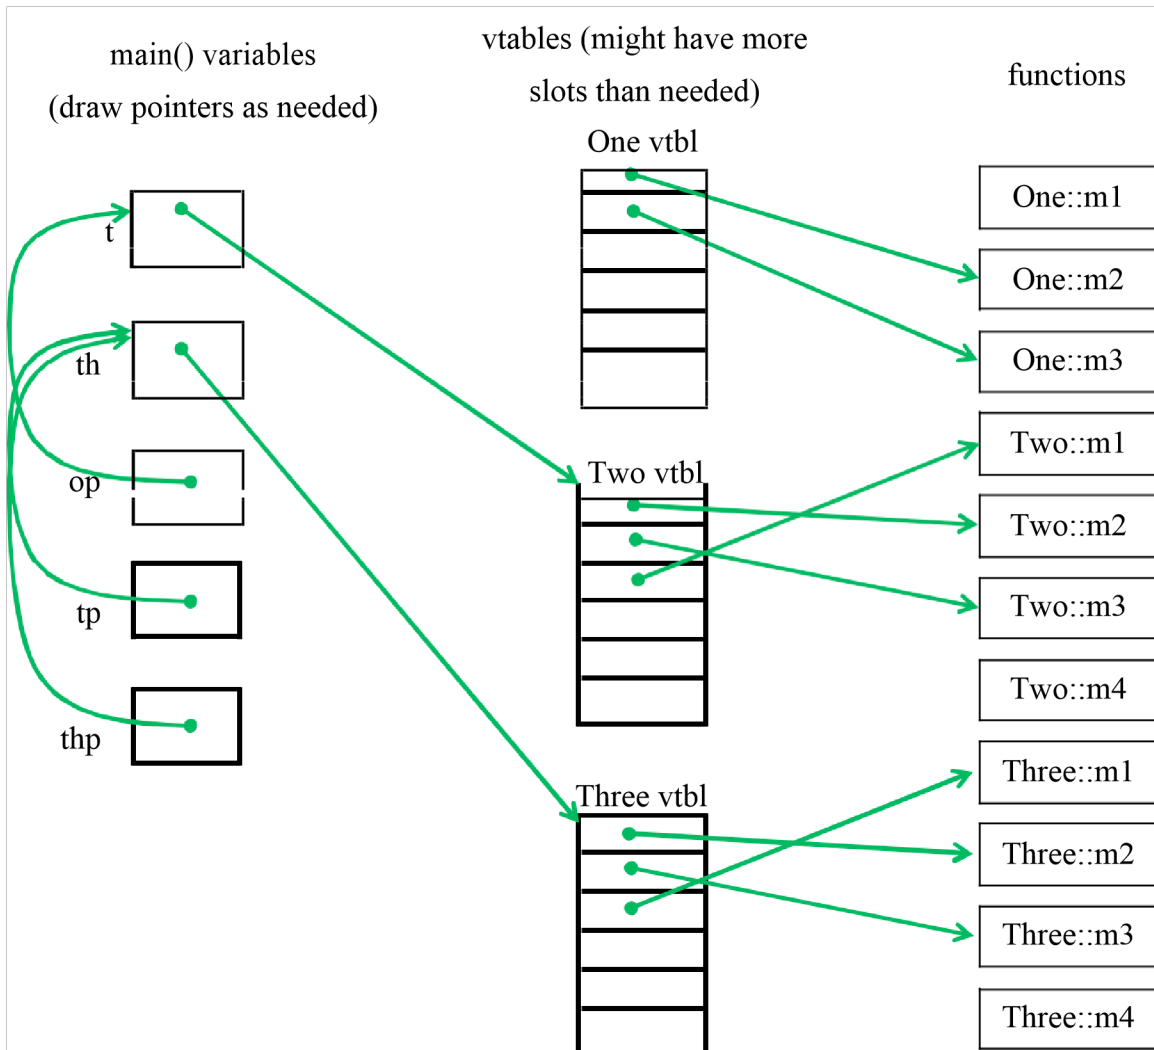 main() variables
(draw pointers as needed)
vtables (might have more
slots than needed)
functions
One vtbl
t
th
op
tp
thp
Two vtbl
Three vtbl
One::m1
One::m2
One::m3
Two::m1
Two::m2
Two::m3
Two::m4
Three::m1
Three::m2
Three::m3
Three::m4